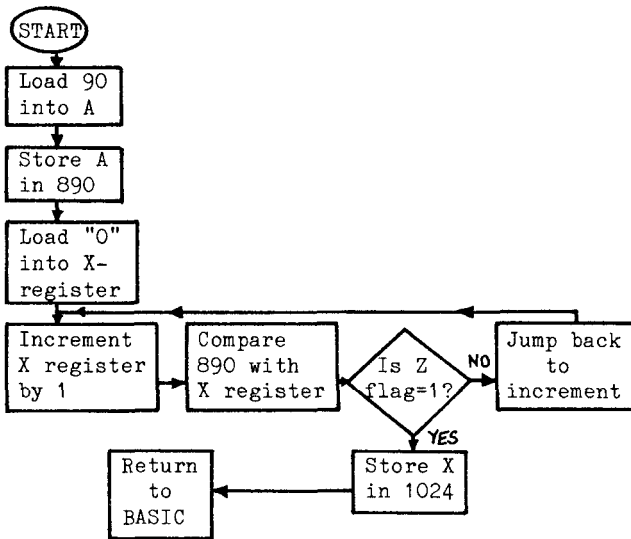 START
Load 90
into A
Store A
in 890
Load "0"
into X-
register
Increment
X register
by 1
Compare
890 with
X register
Is Z
flag=1?
NO
Jump back
to
increment
YES
Store X
in 1024
Return
to
BASIC